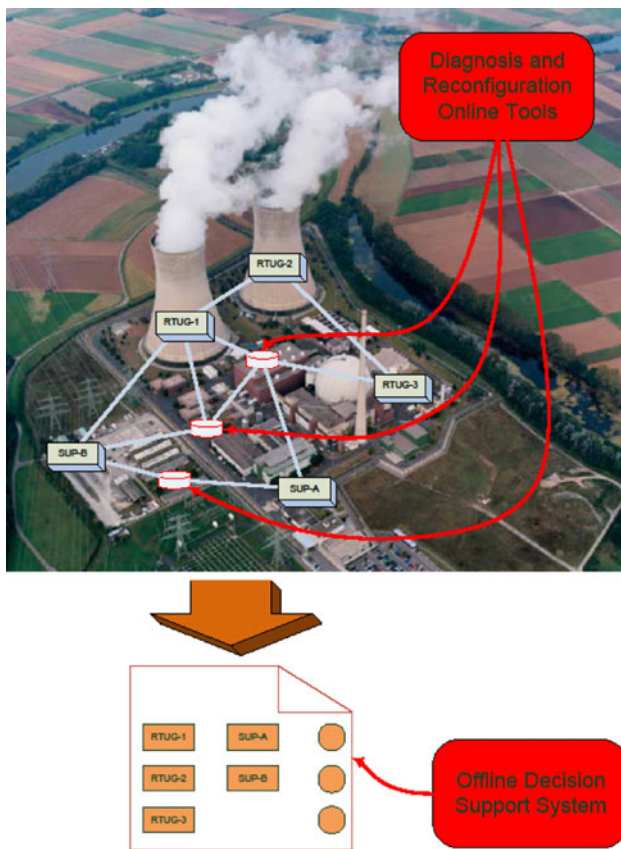 Diagnosis and
Reconfiguration
Online Tools
RTUG-2
RTUG-1
RTUG-3
SUP-B
SUP-A
RTUG-1 SUP-A
RTUG-2 SUP-B
RTUG-3
Offline Decision
Support System